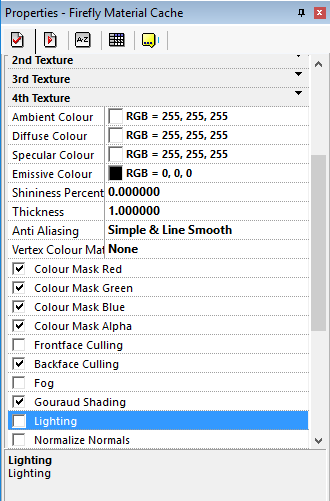 Properties - Firefly Material Cache
A-Z
2nd Texture
3rd Texture
4th Texture
Ambient Colour RGB = 255, 255, 255
Diffuse Colour RGB = 255, 255, 255
Specular Colour RGB = 255, 255, 255
Emissive Colour RGB = 0, 0, 0
Shininess Percent 0.000000
Thickness 1.000000
Anti Aliasing Simple & Line Smooth
Vertex Colour Mat None
Colour Mask Red
Colour Mask Green
Colour Mask Blue
Colour Mask Alpha
Frontface Culling
Backface Culling
Fog
Gouraud Shading
Lighting
Normalize Normals
Lighting
Lighting